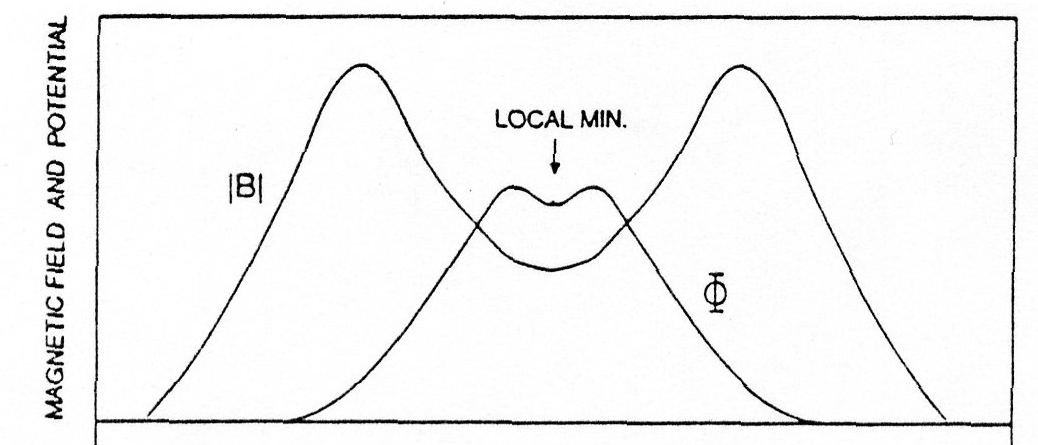 MAGNETIC FIELD AND POTENTIAL
LOCAL MIN.
|B|
Φ